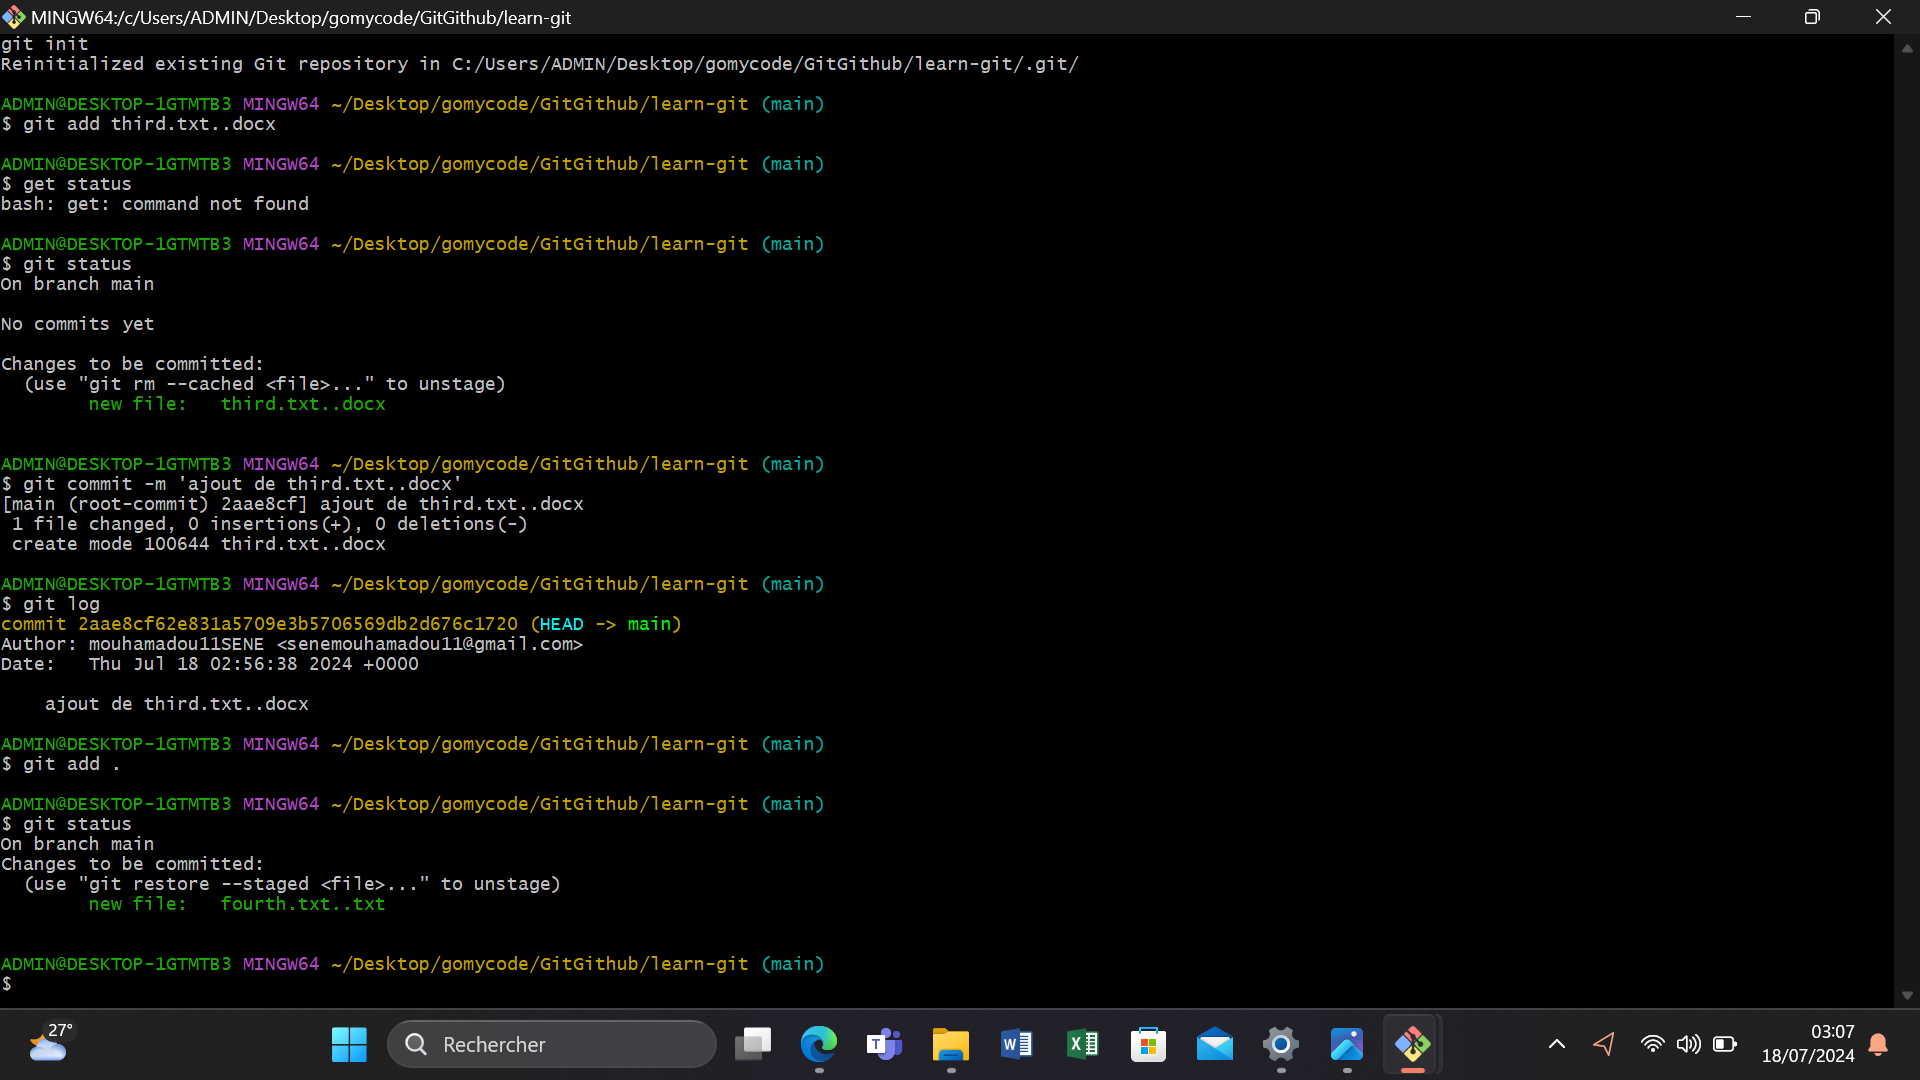 MINGW64:/c/Users/ADMIN/Desktop/gomycode/GitGithub/learn-git
git init
Reinitialized existing Git repository in C:/Users/ADMIN/Desktop/gomycode/GitGithub/learn-git/.git/
ADMIN@DESKTOP-1GTMTB3 MINGW64 ~/Desktop/gomycode/GitGithub/learn-git (main)
$ git add third.txt..docx
ADMIN@DESKTOP-1GTMTB3 MINGW64 ~/Desktop/gomycode/GitGithub/learn-git (main)
$ get status
bash: get: command not found
ADMIN@DESKTOP-1GTMTB3 MINGW64 ~/Desktop/gomycode/GitGithub/learn-git (main)
$ git status
On branch main
No commits yet
Changes to be committed:
  (use "git rm --cached <file>..." to unstage)
        new file:   third.txt..docx
ADMIN@DESKTOP-1GTMTB3 MINGW64 ~/Desktop/gomycode/GitGithub/learn-git (main)
$ git commit -m 'ajout de third.txt..docx'
[main (root-commit) 2aae8cf] ajout de third.txt..docx
 1 file changed, 0 insertions(+), 0 deletions(-)
 create mode 100644 third.txt..docx
ADMIN@DESKTOP-1GTMTB3 MINGW64 ~/Desktop/gomycode/GitGithub/learn-git (main)
$ git log
commit 2aae8cf62e831a5709e3b5706569db2d676c1720 (HEAD -> main)
Author: mouhamadou11SENE <senemouhamadou11@gmail.com>
Date:   Thu Jul 18 02:56:38 2024 +0000
    ajout de third.txt..docx
ADMIN@DESKTOP-1GTMTB3 MINGW64 ~/Desktop/gomycode/GitGithub/learn-git (main)
$ git add .
ADMIN@DESKTOP-1GTMTB3 MINGW64 ~/Desktop/gomycode/GitGithub/learn-git (main)
$ git status
On branch main
Changes to be committed:
  (use "git restore --staged <file>..." to unstage)
        new file:   fourth.txt..txt
ADMIN@DESKTOP-1GTMTB3 MINGW64 ~/Desktop/gomycode/GitGithub/learn-git (main)
$
27°
Rechercher
03:07
18/07/2024